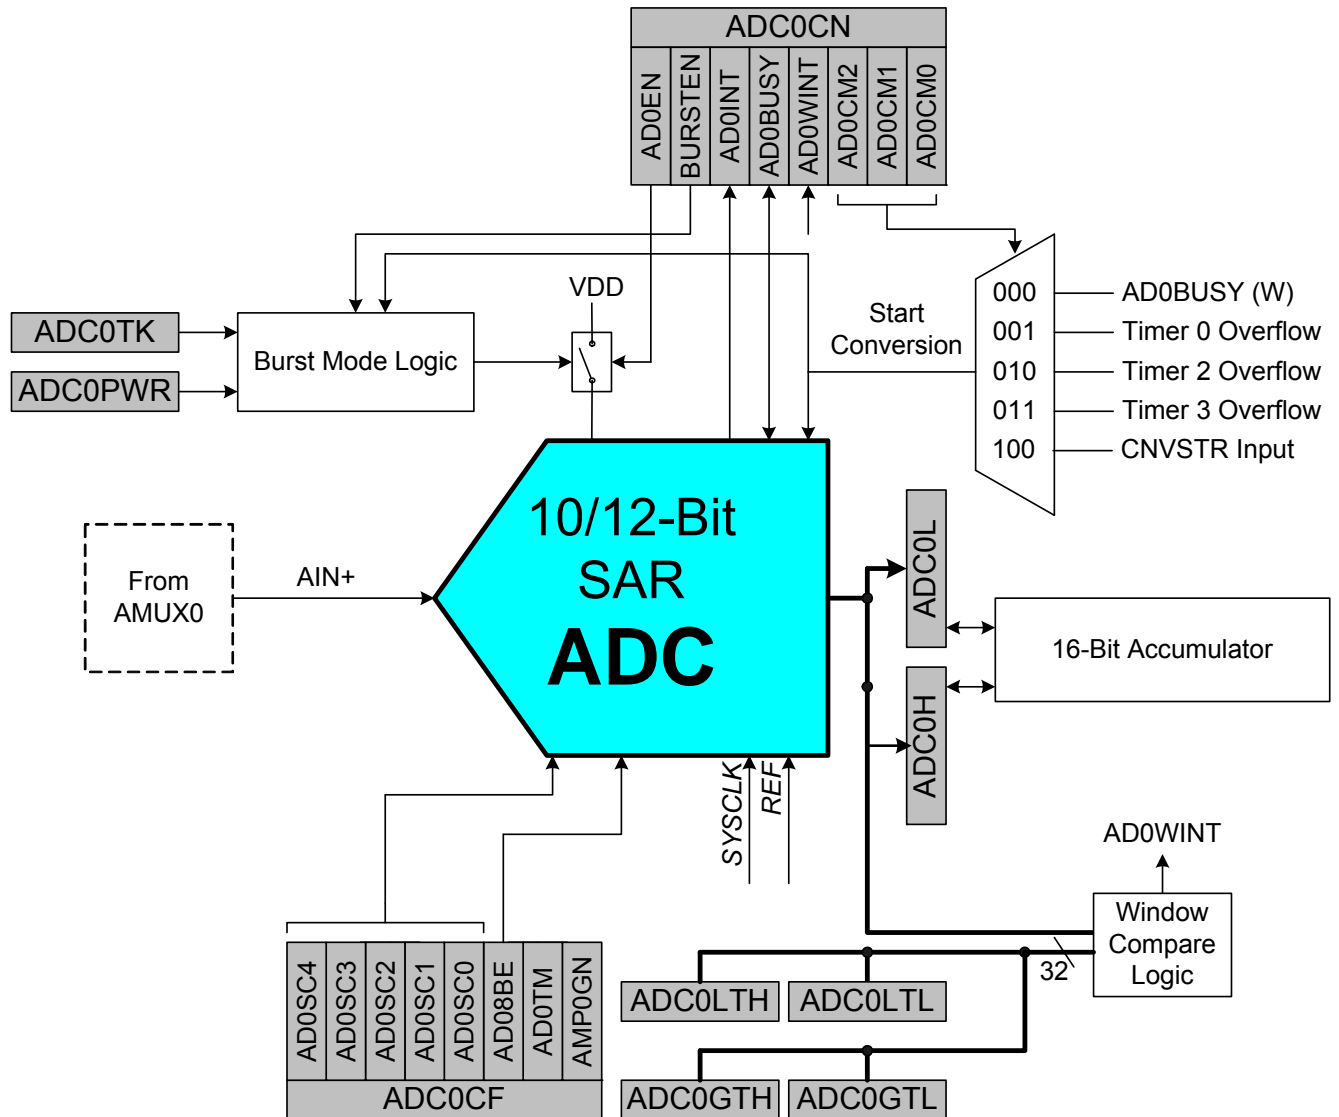 ADC0CN
AD0EN
BURSTEN
AD0INT
AD0BUSY
AD0WINT
AD0CM2
AD0CM1
AD0CM0
VDD
Start
Conversion
000
AD0BUSY (W)
001
Timer 0 Overflow
010
Timer 2 Overflow
011
Timer 3 Overflow
100
CNVSTR Input
ADC0TK
ADC0PWR
Burst Mode Logic
From
AMUX0
AIN+
10/12-Bit
SAR
ADC
ADC0L
ADC0H
16-Bit Accumulator
SYSCLK
REF
AD0WINT
Window
Compare
Logic
32
AD0SC4
AD0SC3
AD0SC2
AD0SC1
AD0SC0
AD08BE
AD0TM
AMP0GN
ADC0CF
ADC0LTH
ADC0LTL
ADC0GTH
ADC0GTL